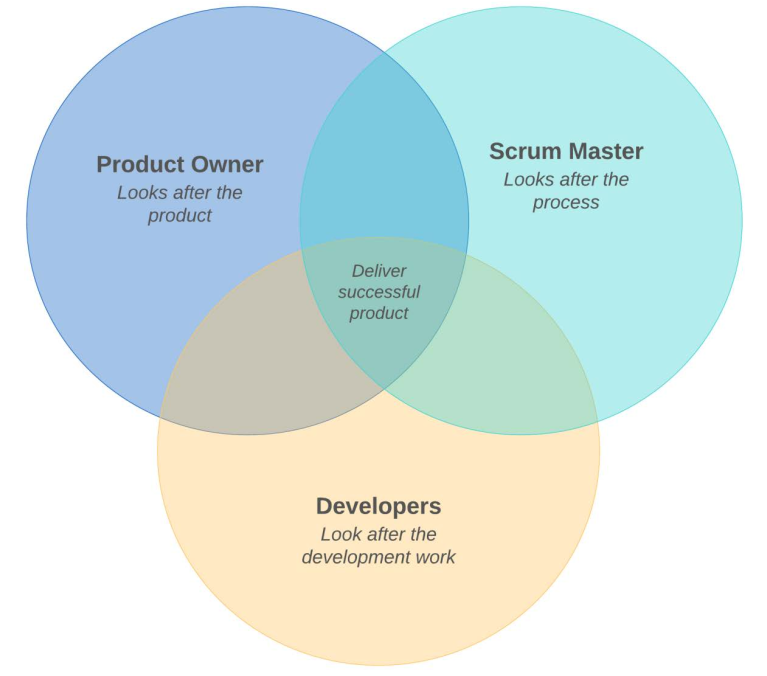 Product Owner
Looks after the
product
Scrum Master
Looks after the
process
Deliver
successful
product
Developers
Look after the
development work